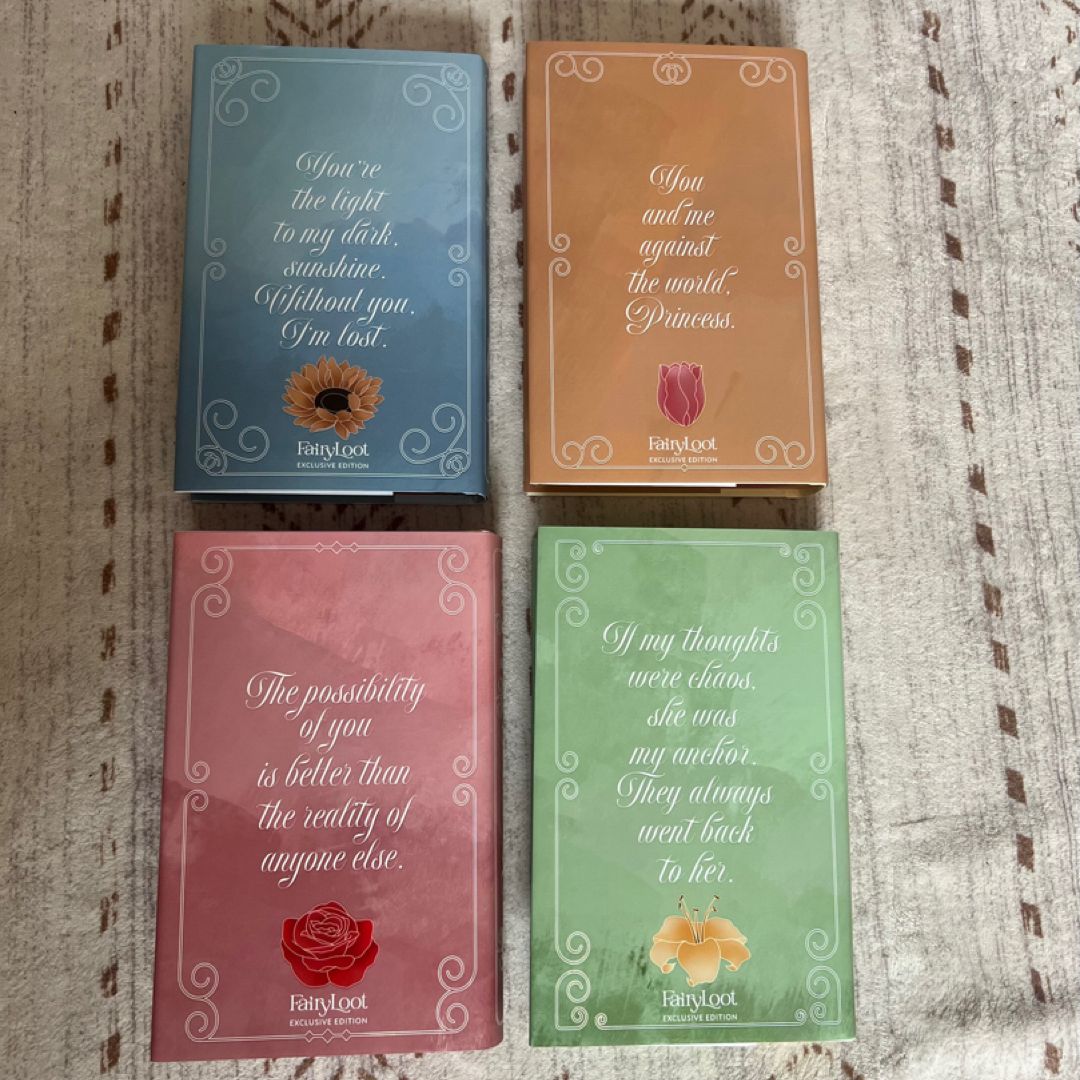 You're
the light
to my dark,
sunshine.
Without you,
I'm lost.
FairyLoot
EXCLUSIVE EDITION
You
and me
against
the world,
Princess.
FairyLoot
EXCLUSIVE EDITION
The possibility
of you
is better than
the reality of
anyone else.
FairyLoot
EXCLUSIVE EDITION
If my thoughts
were chaos,
she was
my anchor.
They always
went back
to her.
FairyLoot
EXCLUSIVE EDITION